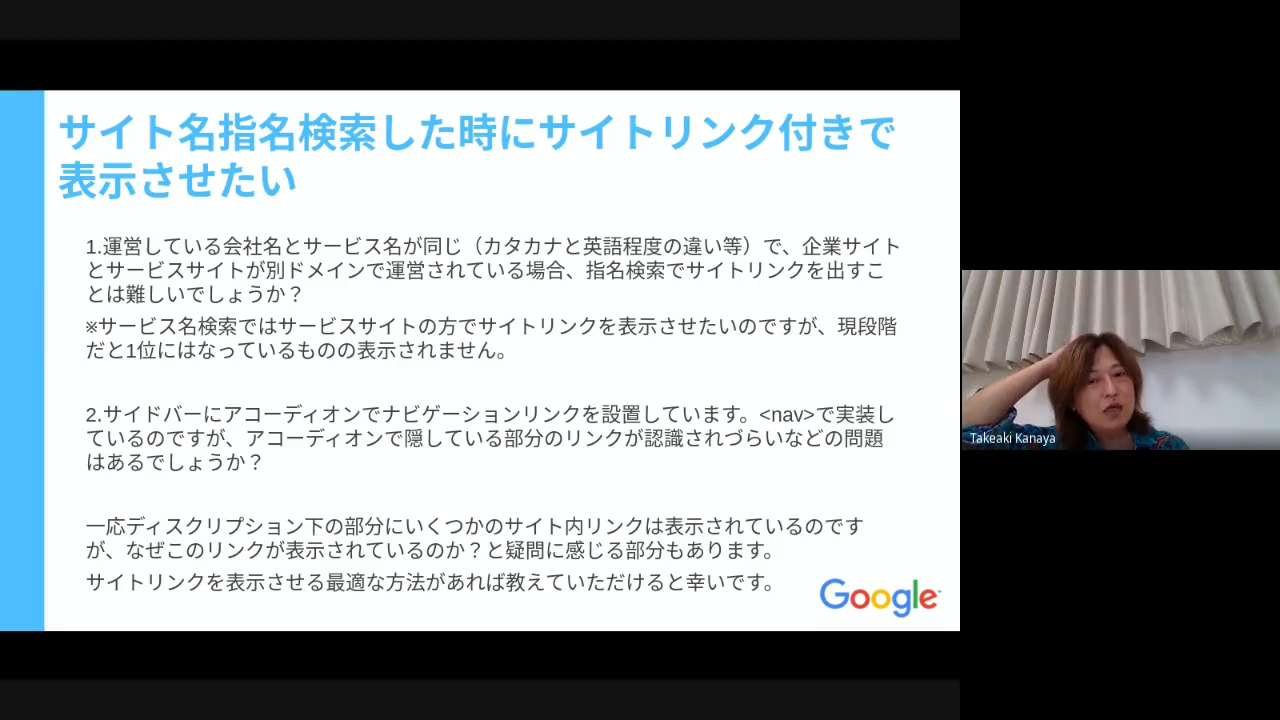 サイト名指名検索した時にサイトリンク付きで
表示させたい
1.運営している会社名とサービス名が同じ（カタカナと英語程度の違い等）で、企業サイト
とサービスサイトが別ドメインで運営されている場合、指名検索でサイトリンクを出すこ
とは難しいでしょうか？
※サービス名検索ではサービスサイトの方でサイトリンクを表示させたいのですが、現段階
だと1位にはなっているものの表示されません。
2.サイドバーにアコーディオンでナビゲーションリンクを設置しています。<nav>で実装し
ているのですが、アコーディオンで隠している部分のリンクが認識されづらいなどの問題
はあるでしょうか？
一応ディスクリプション下の部分にいくつかのサイト内リンクは表示されているのです
が、なぜこのリンクが表示されているのか？と疑問に感じる部分もあります。
サイトリンクを表示させる最適な方法があれば教えていただけると幸いです。
Google
Takeaki Kanaya